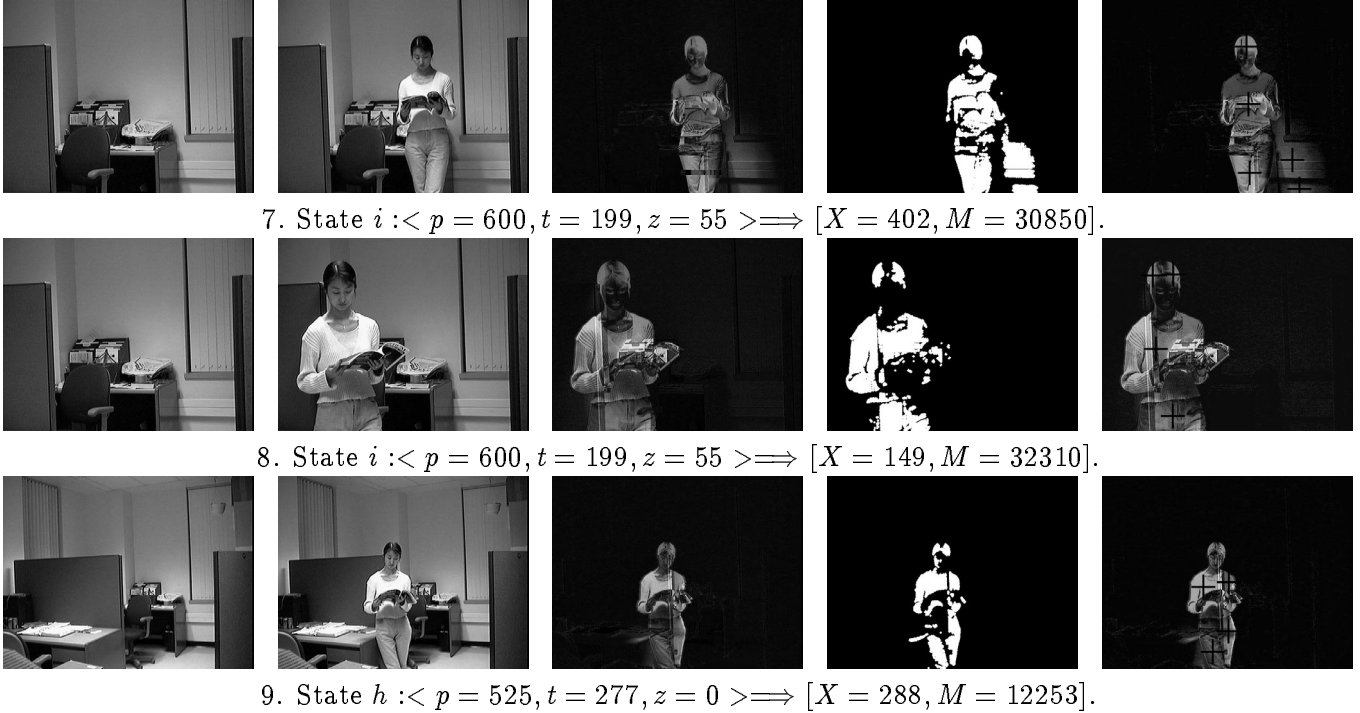 7. State i :< p = 600, t = 199, z = 55 >⟹ [X = 402, M = 30850].
8. State i :< p = 600, t = 199, z = 55 >⟹ [X = 149, M = 32310].
9. State h :< p = 525, t = 277, z = 0 >⟹ [X = 288, M = 12253].